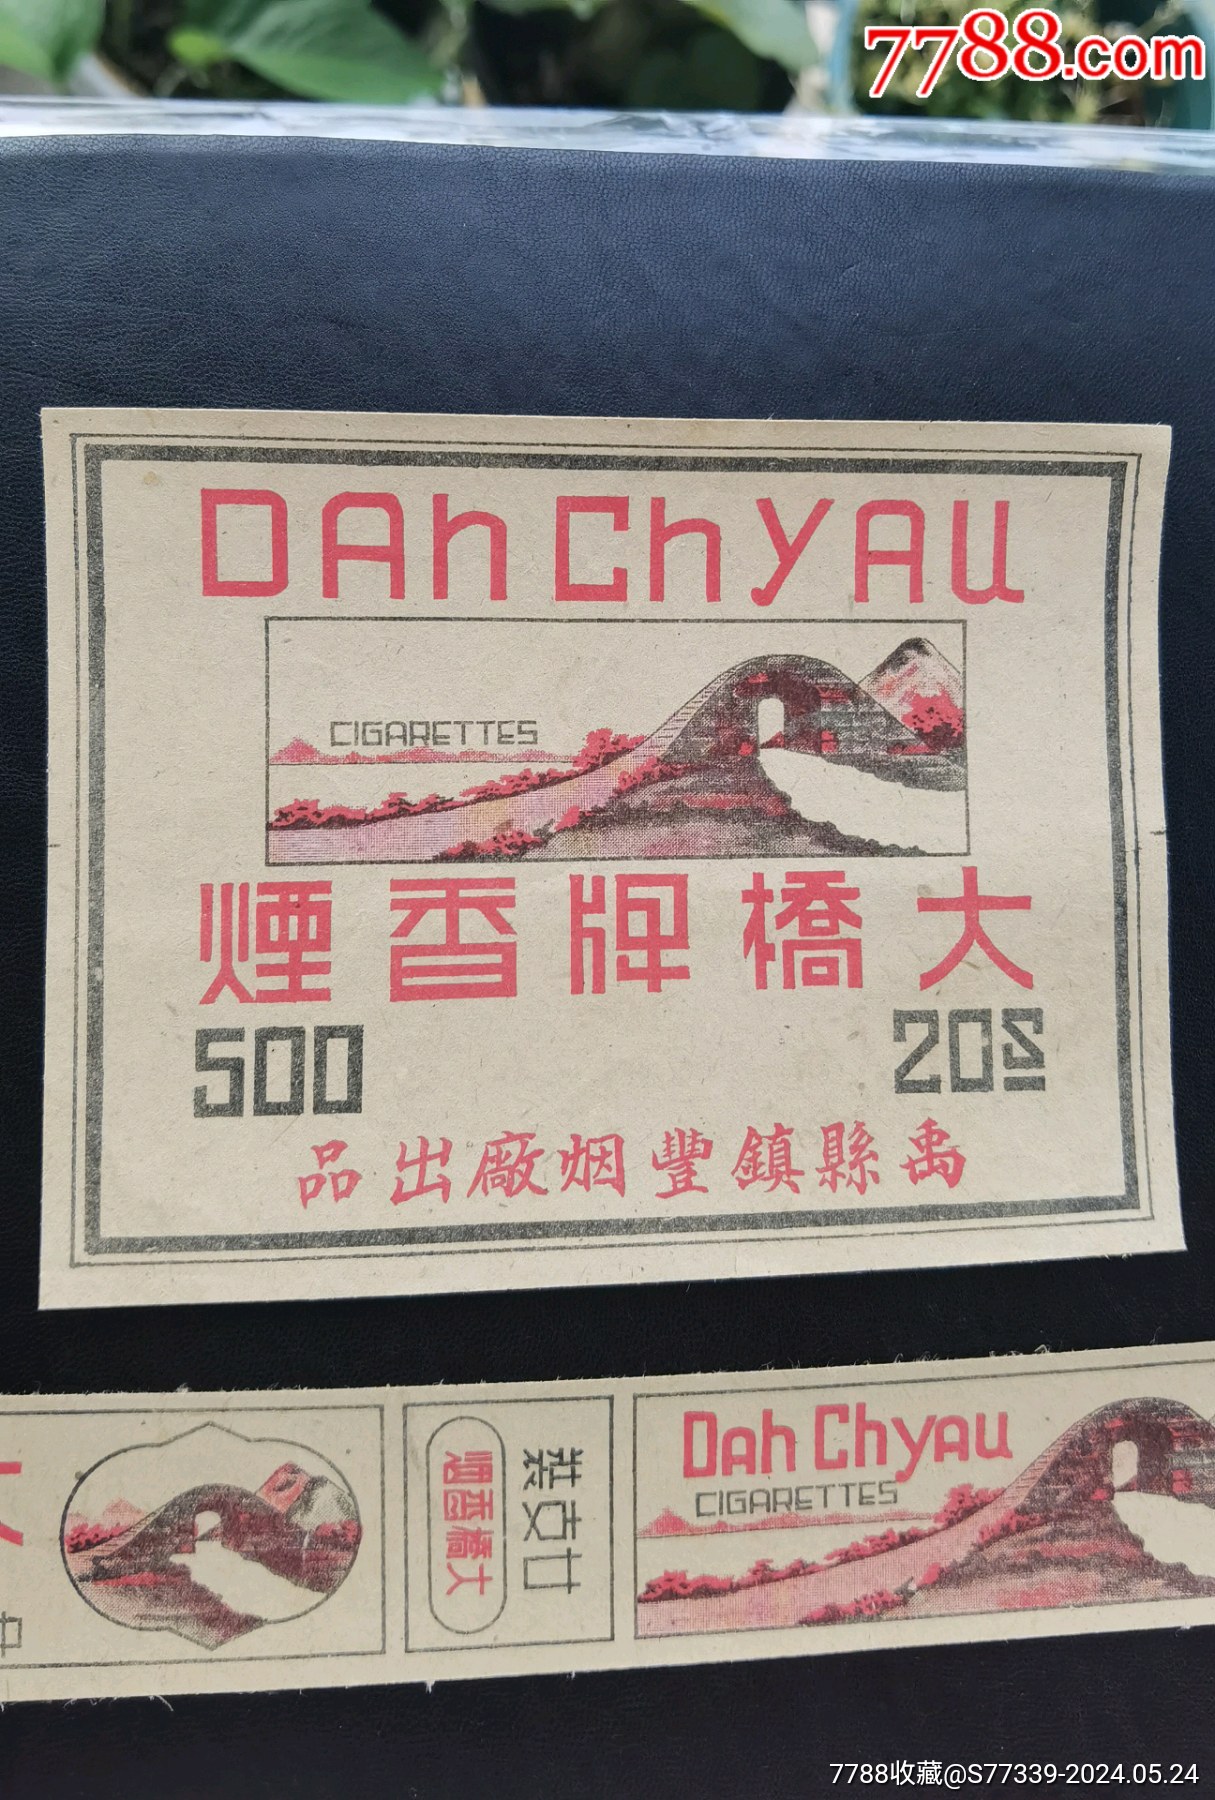 7788.com
DAh ChyAu
CIGARETTES
大橋牌香煙
500
20S
禹縣鎮豐烟廠出品
大橋香烟
廿支裝
DAh ChyAu
CIGARETTES
7788收藏@S77339-2024.05.24